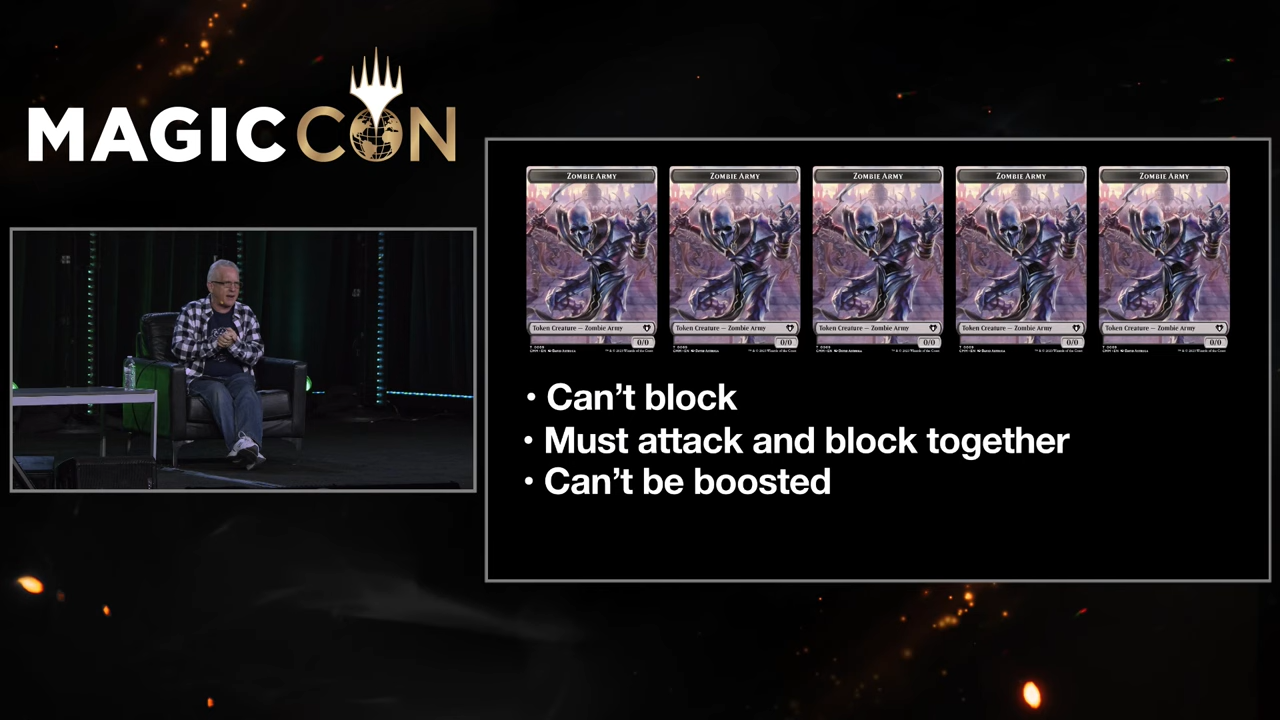 MAGICCON
ZOMBIE ARMY
ZOMBIE ARMY
ZOMBIE ARMY
ZOMBIE ARMY
ZOMBIE ARMY
Token Creature — Zombie Army
Token Creature — Zombie Army
Token Creature — Zombie Army
Token Creature — Zombie Army
Token Creature — Zombie Army
0/0
0/0
0/0
0/0
0/0
• Can't block
• Must attack and block together
• Can't be boosted